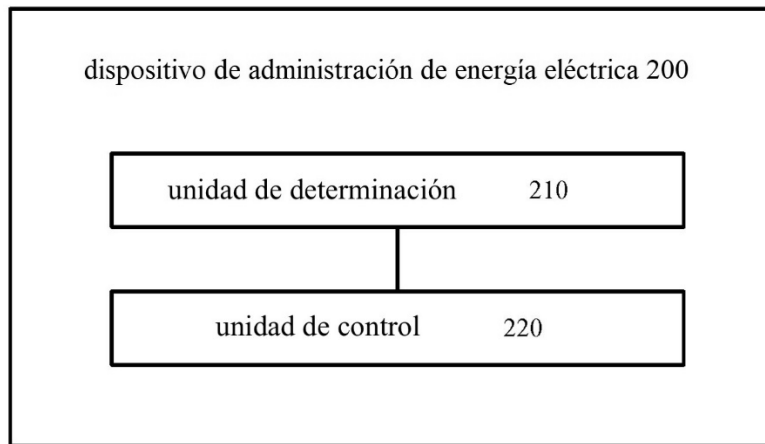 dispositivo de administración de energía eléctrica 200
unidad de determinación 210
unidad de control 220